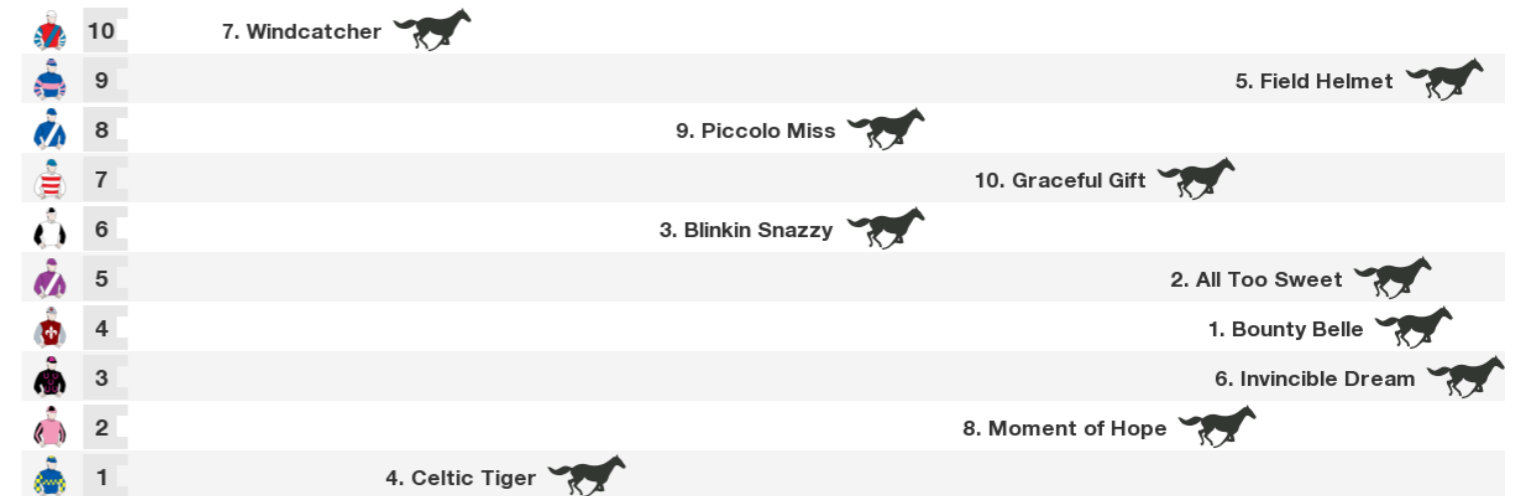 10 7. Windcatcher
9 5. Field Helmet
8 9. Piccolo Miss
7 10. Graceful Gift
6 3. Blinkin Snazzy
5 2. All Too Sweet
4 1. Bounty Belle
3 6. Invincible Dream
2 8. Moment of Hope
1 4. Celtic Tiger